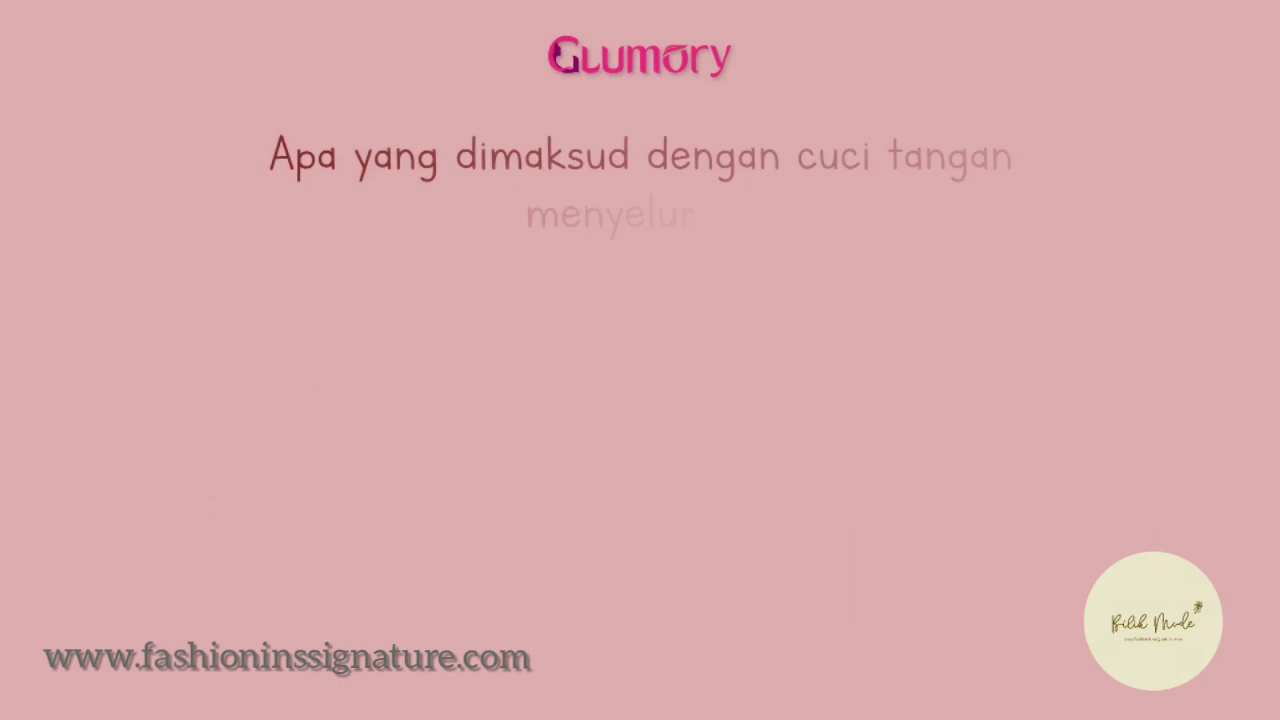 Glumory
Apa yang dimaksud dengan cuci tangan
menyelur
www.fashioninssignature.com
Bilik Mode